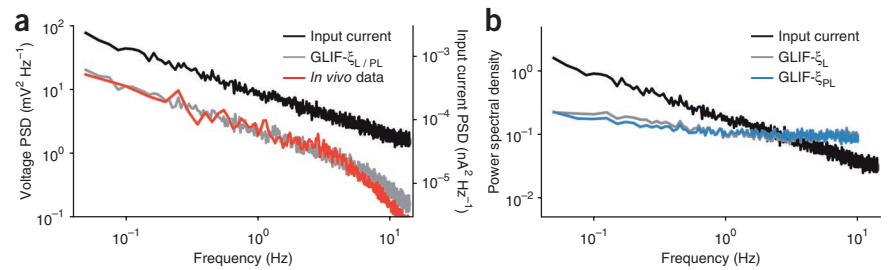 a
Voltage PSD (mV² Hz⁻¹)
10²
10¹
10⁰
10⁻¹
Input current
GLIF-ξL / PL
In vivo data
10⁻³
10⁻⁴
10⁻⁵
Input current PSD (nA² Hz⁻¹)
10⁻¹
10⁰
10¹
Frequency (Hz)
b
Power spectral density
10⁰
10⁻¹
10⁻²
Input current
GLIF-ξL
GLIF-ξPL
10⁻¹
10⁰
10¹
Frequency (Hz)